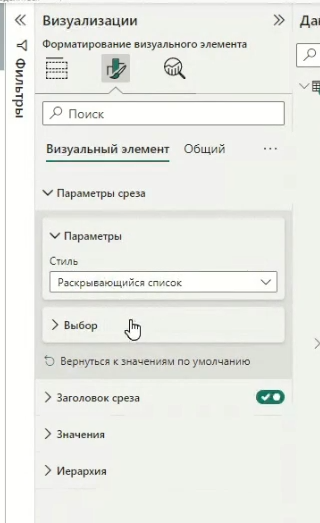 Визуализации
Дан
Форматирование визуального элемента
Фильтры
Поиск
Визуальный элемент
Общий
Параметры среза
Параметры
Стиль
Раскрывающийся список
Выбор
Вернуться к значениям по умолчанию
Заголовок среза
Значения
Иерархия